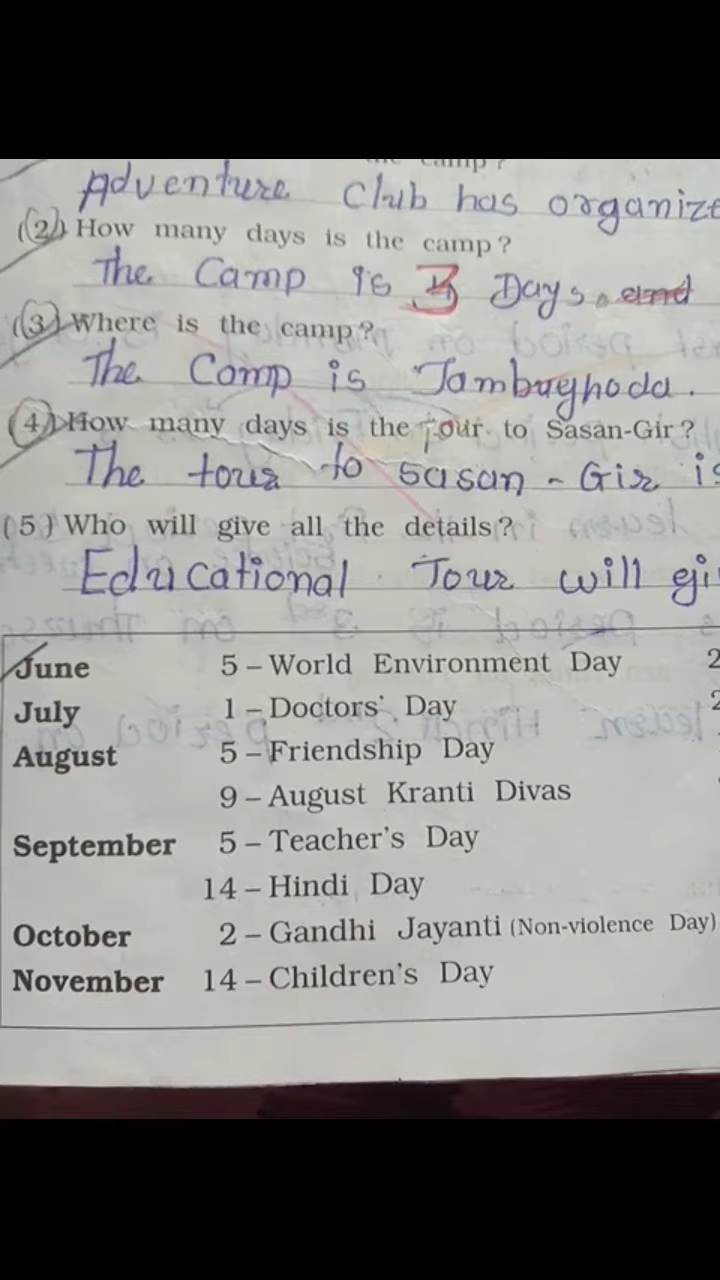 camp?
Adventure Club has organize
(2) How many days is the camp?
The Camp is 3 Days. and
(3) Where is the camp?
The Camp is Jambughoda.
(4) How many days is the tour to Sasan-Gir?
The tour to Sasan - Gir is
(5) Who will give all the details?
Educational Tour will gi
June 5 – World Environment Day 2
July 1 – Doctors' Day 2
August 5 – Friendship Day
9 – August Kranti Divas
September 5 – Teacher's Day
14 – Hindi Day
October 2 – Gandhi Jayanti (Non-violence Day)
November 14 – Children's Day